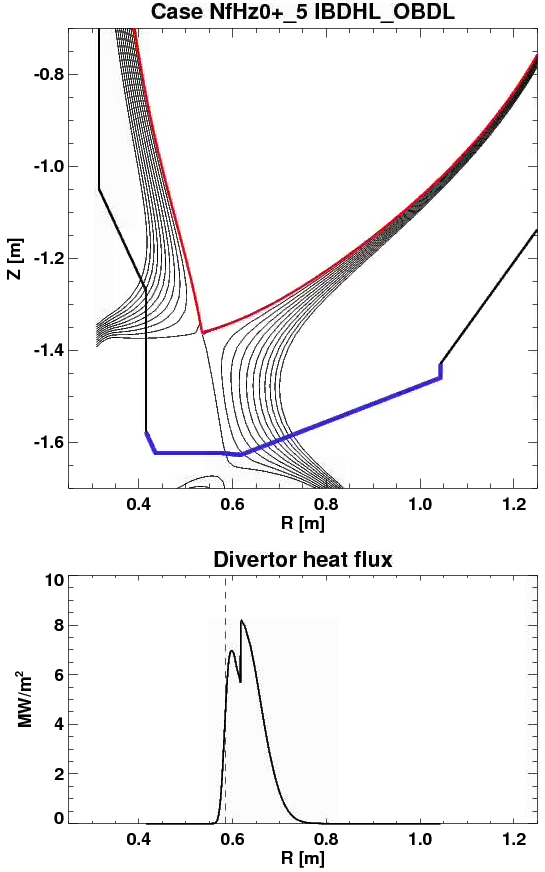 Case NfHz0+_5 IBDHL_OBDL
-0.8
-1.0
-1.2
-1.4
-1.6
Z [m]
0.4 0.6 0.8 1.0 1.2
R [m]
Divertor heat flux
10
8
6
4
2
0
MW/m²
0.4 0.6 0.8 1.0 1.2
R [m]